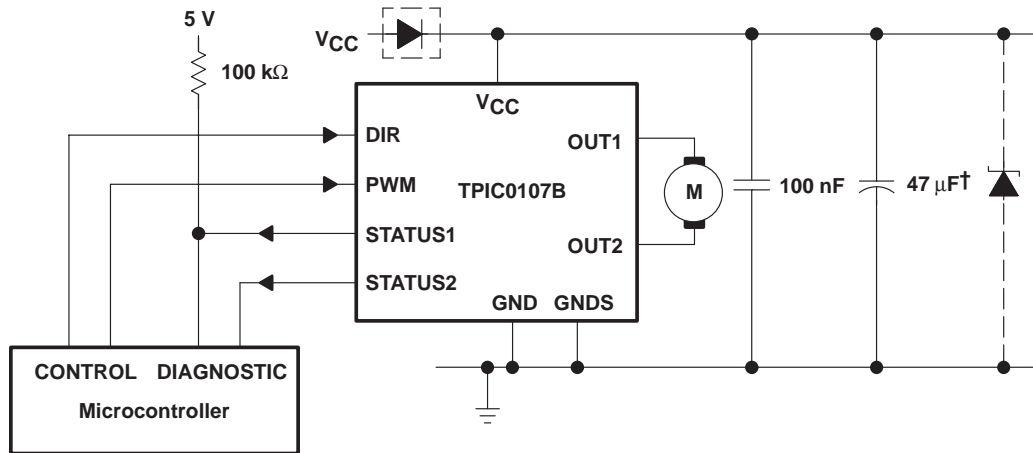 5 V
100 kΩ
VCC
VCC
DIR
PWM
STATUS1
STATUS2
TPIC0107B
OUT1
OUT2
GND GNDS
M
100 nF
47 μF†
CONTROL DIAGNOSTIC
Microcontroller